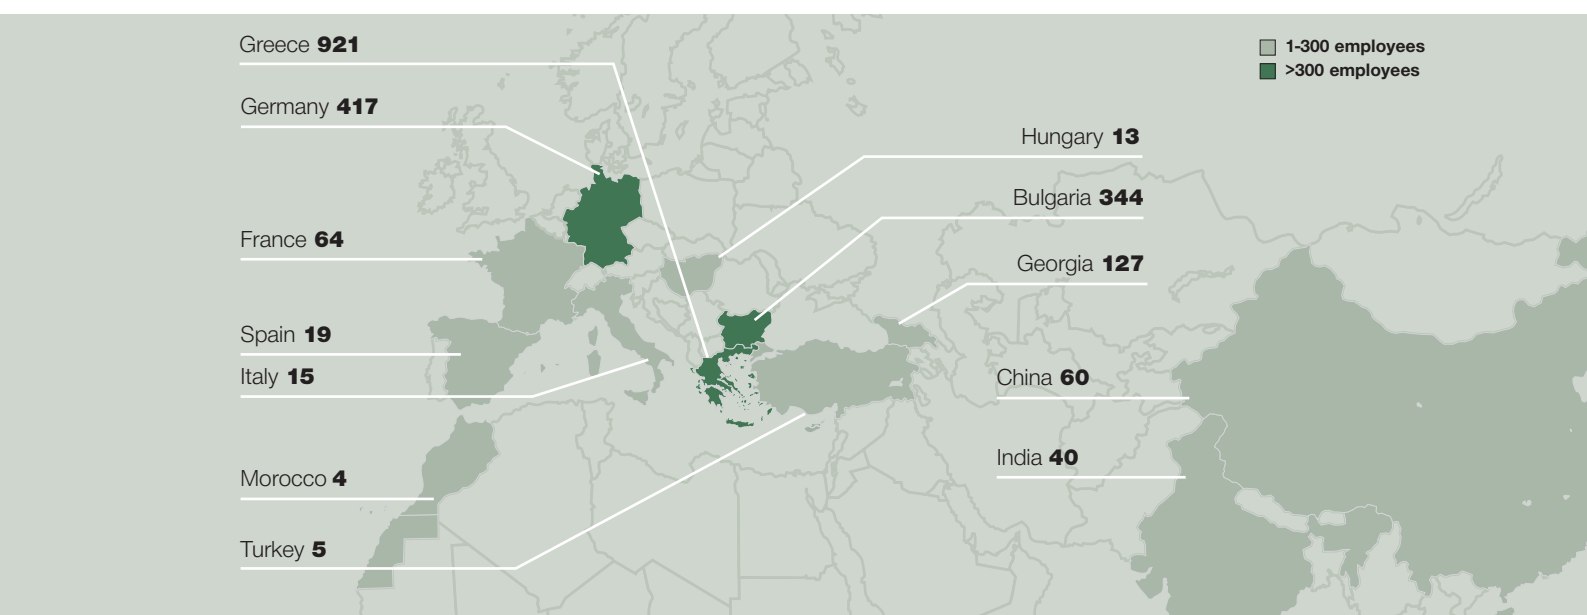 Greece 921
Germany 417
France 64
Spain 19
Italy 15
Morocco 4
Turkey 5
1-300 employees
>300 employees
Hungary 13
Bulgaria 344
Georgia 127
China 60
India 40